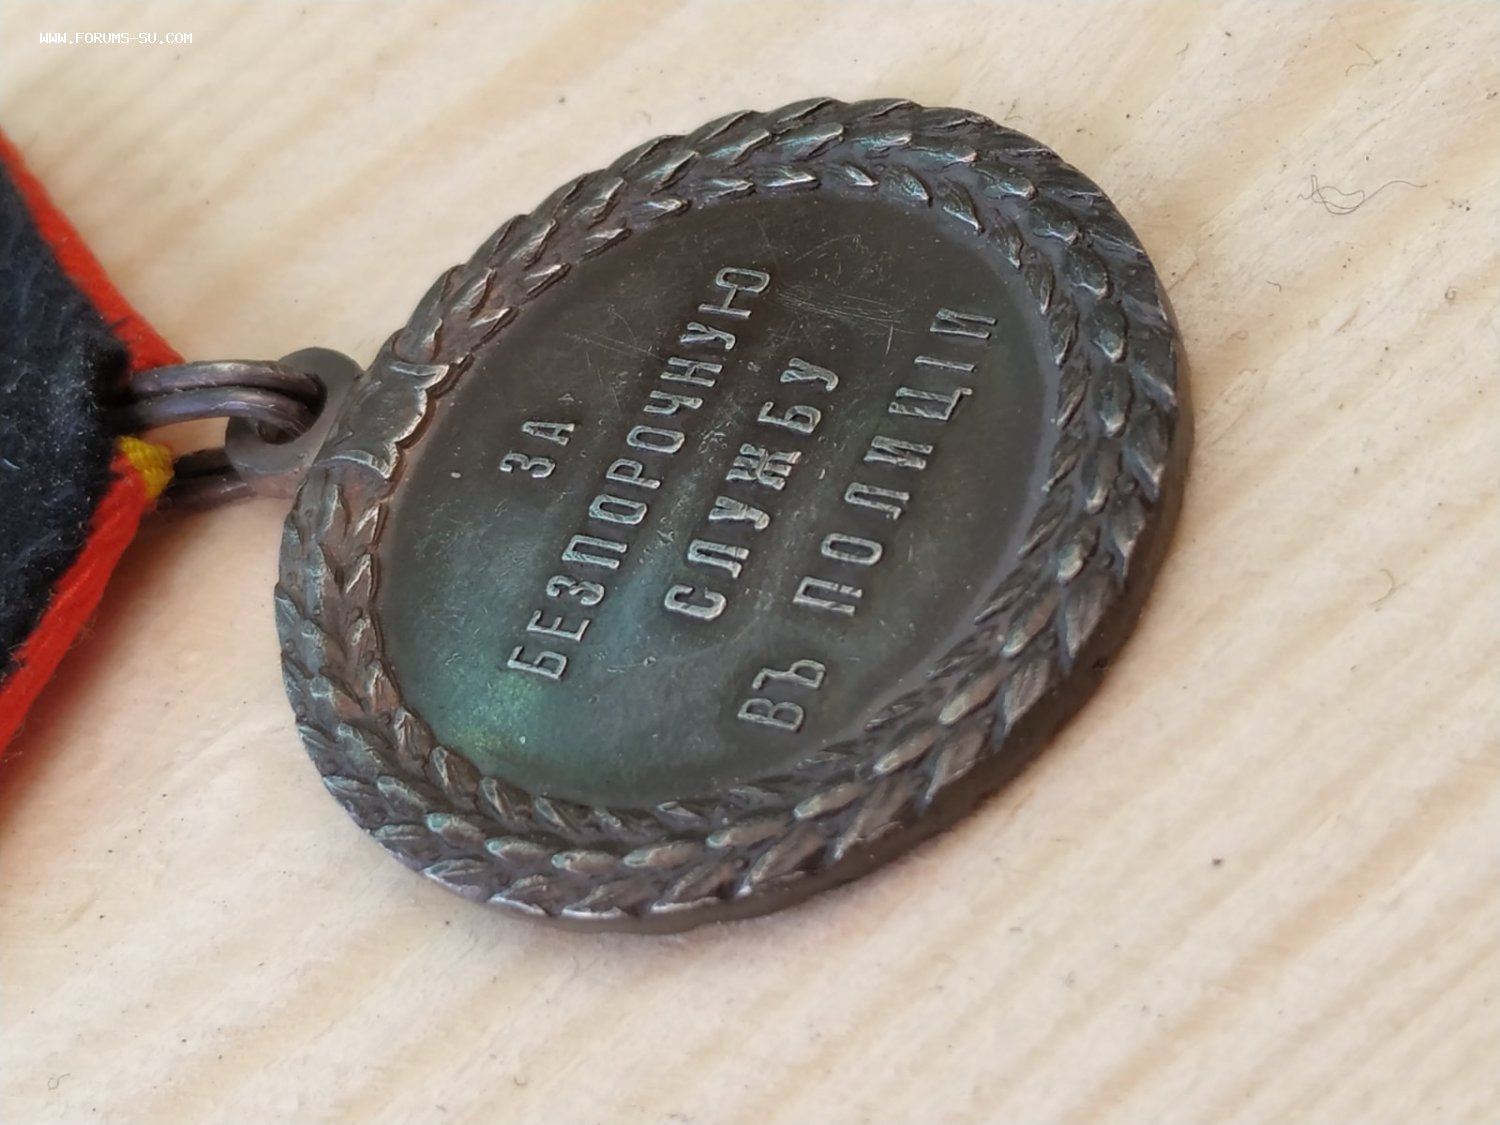 WWW.FORUMS-SU.COM
ЗА
БЕЗПОРОЧНУЮ
СЛУЖБУ
ВЪ ПОЛИЦІИ